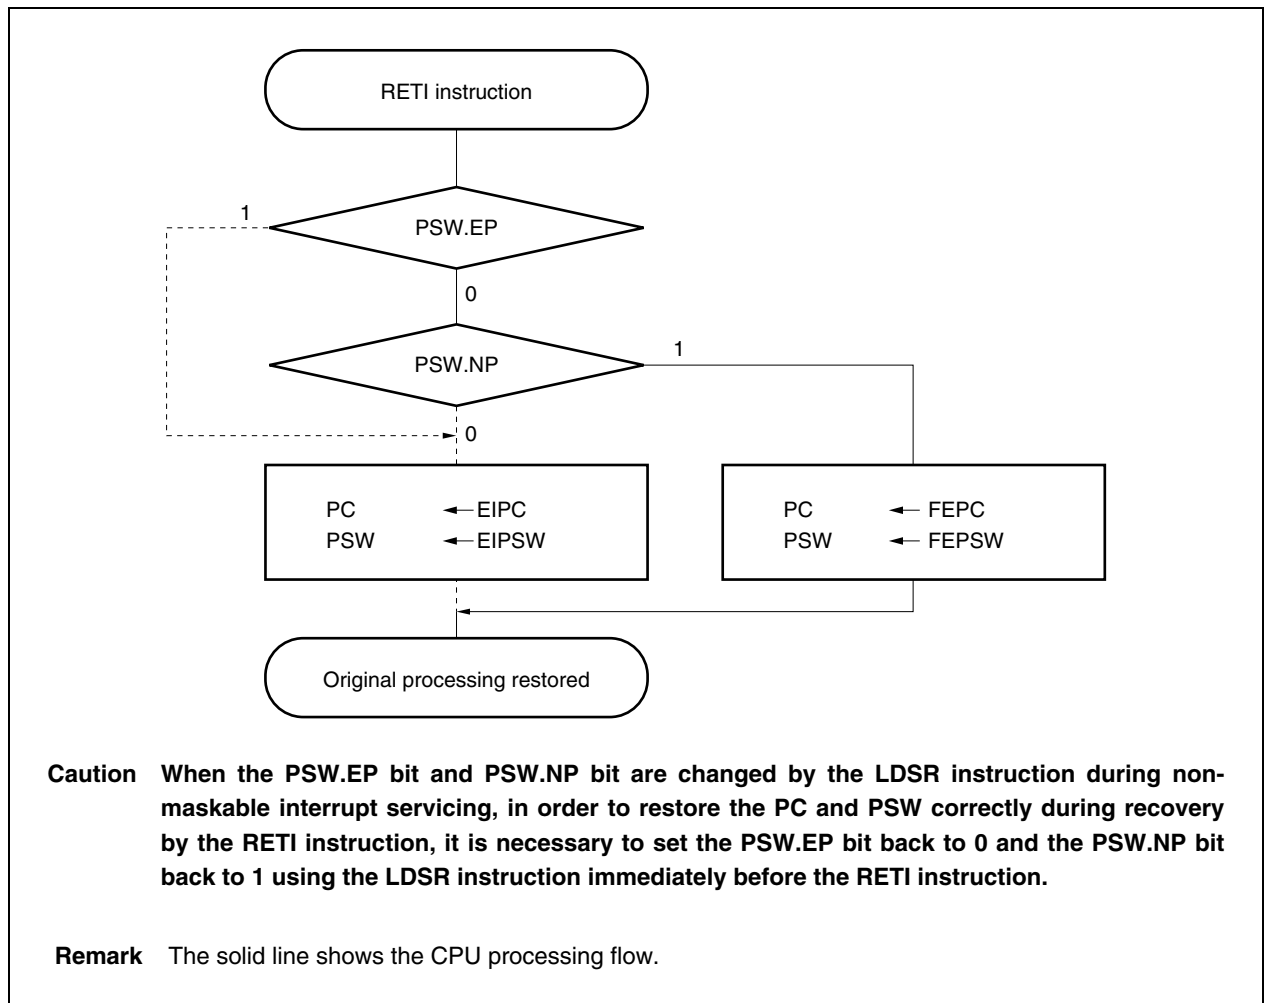 RETI instruction
1
PSW.EP
0
1
PSW.NP
0
PC ← EIPC
PSW ← EIPSW
PC ← FEPC
PSW ← FEPSW
Original processing restored
Caution When the PSW.EP bit and PSW.NP bit are changed by the LDSR instruction during non-
maskable interrupt servicing, in order to restore the PC and PSW correctly during recovery
by the RETI instruction, it is necessary to set the PSW.EP bit back to 0 and the PSW.NP bit
back to 1 using the LDSR instruction immediately before the RETI instruction.
Remark The solid line shows the CPU processing flow.